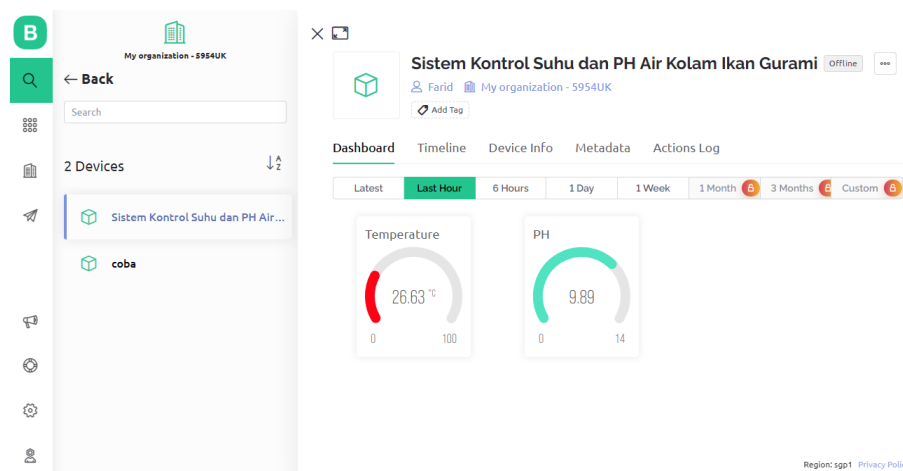 B
My organization - 5954UK
← Back
Search
2 Devices
A
Z
Sistem Kontrol Suhu dan PH Air...
coba
Sistem Kontrol Suhu dan PH Air Kolam Ikan Gurami
Offline
Farid My organization - 5954UK
Add Tag
Dashboard Timeline Device Info Metadata Actions Log
Latest Last Hour 6 Hours 1 Day 1 Week 1 Month 3 Months Custom
Temperature
26.63 °C
0 100
PH
9.89
0 14
Region: sgp1 Privacy Poli